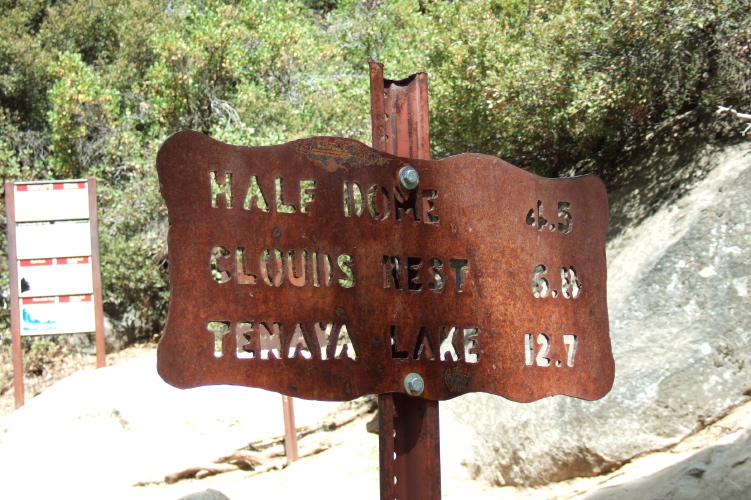 HALF DOME 4.5
CLOUDS REST 6.8
TENAYA LAKE 12.7